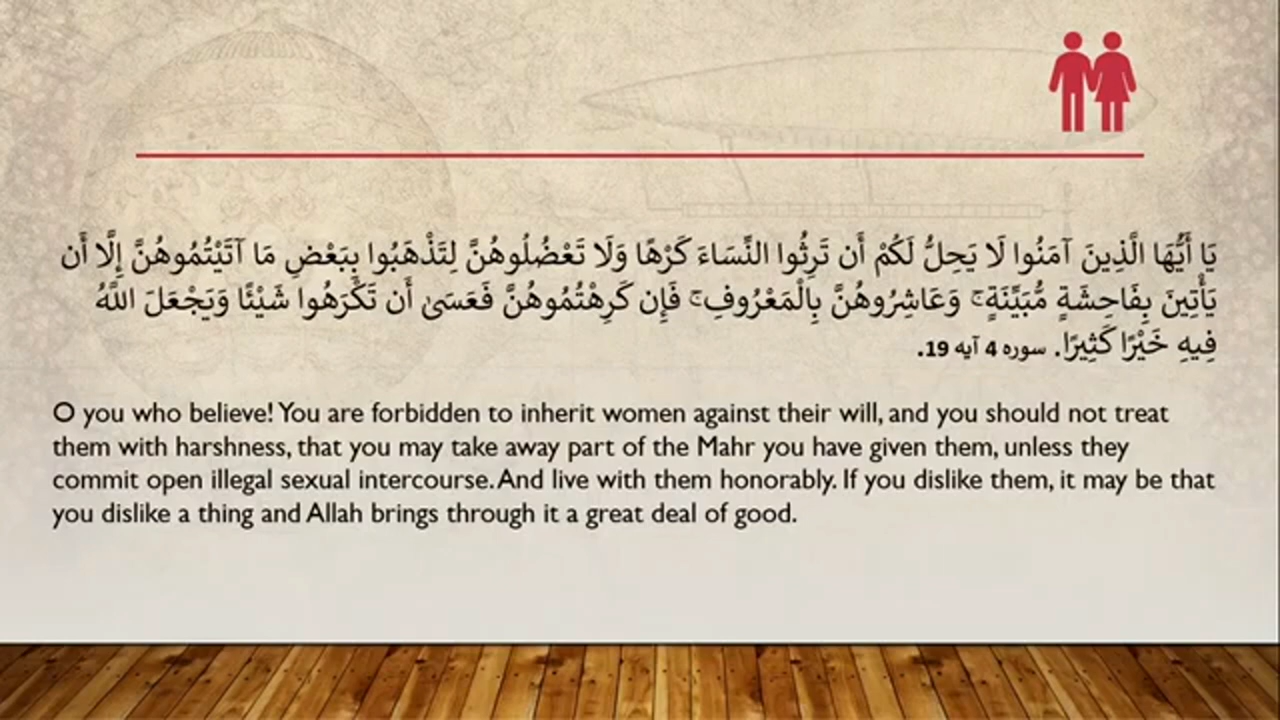 يَا أَيُّهَا الَّذِينَ آمَنُوا لَا يَحِلُّ لَكُمْ أَن تَرِثُوا النِّسَاءَ كَرْهًا وَلَا تَعْضُلُوهُنَّ لِتَذْهَبُوا بِبَعْضِ مَا آتَيْتُمُوهُنَّ إِلَّا أَن
يَأْتِينَ بِفَاحِشَةٍ مُّبَيِّنَةٍ ۚ وَعَاشِرُوهُنَّ بِالْمَعْرُوفِ ۚ فَإِن كَرِهْتُمُوهُنَّ فَعَسَىٰ أَن تَكْرَهُوا شَيْئًا وَيَجْعَلَ اللَّهُ
فِيهِ خَيْرًا كَثِيرًا. سوره 4 آیه 19.
O you who believe! You are forbidden to inherit women against their will, and you should not treat
them with harshness, that you may take away part of the Mahr you have given them, unless they
commit open illegal sexual intercourse. And live with them honorably. If you dislike them, it may be that
you dislike a thing and Allah brings through it a great deal of good.